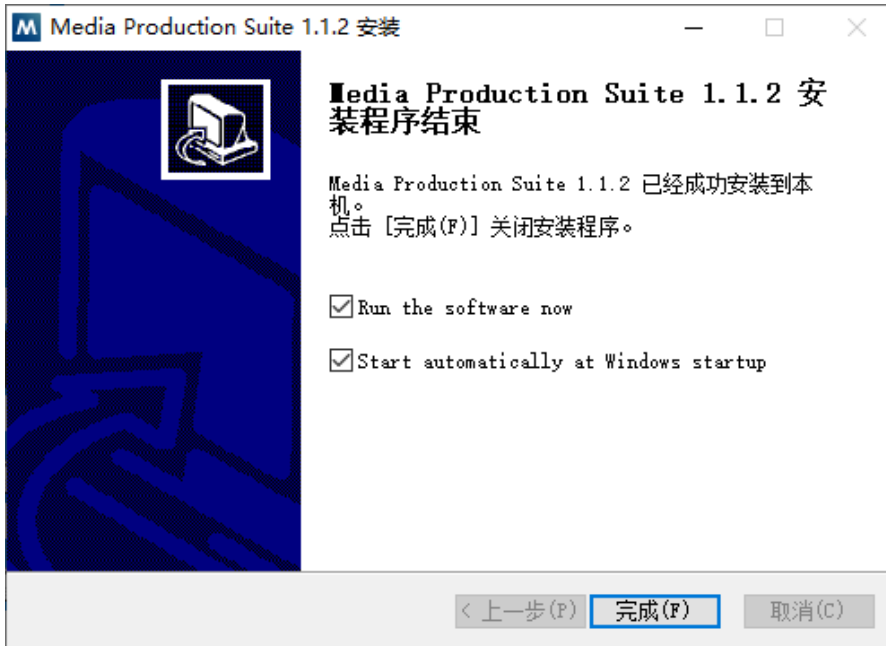 M Media Production Suite 1.1.2 安装
Media Production Suite 1.1.2 安
装程序结束
Media Production Suite 1.1.2 已经成功安装到本
机。
点击 [完成(F)] 关闭安装程序。
Run the software now
Start automatically at Windows startup
< 上一步(P) 完成(F) 取消(C)